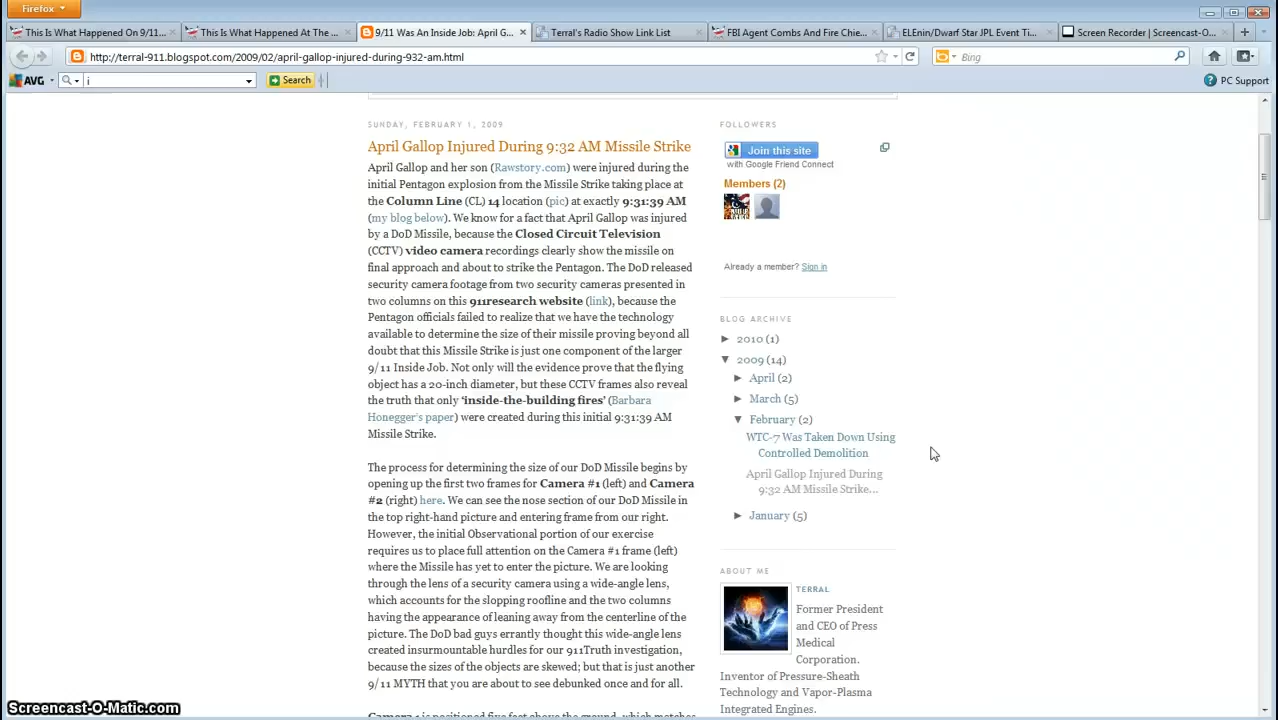 Firefox
This Is What Happened On 9/11...
This Is What Happened At The ...
9/11 Was An Inside Job: April G...
Terral's Radio Show Link List
FBI Agent Combs And Fire Chie...
ELEnin/Dwarf Star JPL Event Ti...
Screen Recorder | Screencast-O...
http://terral-911.blogspot.com/2009/02/april-gallop-injured-during-932-am.html
Bing
AVG
i
Search
PC Support
SUNDAY, FEBRUARY 1, 2009
April Gallop Injured During 9:32 AM Missile Strike
April Gallop and her son (Rawstory.com) were injured during the
initial Pentagon explosion from the Missile Strike taking place at
the Column Line (CL) 14 location (pic) at exactly 9:31:39 AM
(my blog below). We know for a fact that April Gallop was injured
by a DoD Missile, because the Closed Circuit Television
(CCTV) video camera recordings clearly show the missile on
final approach and about to strike the Pentagon. The DoD released
security camera footage from two security cameras presented in
two columns on this 911research website (link), because the
Pentagon officials failed to realize that we have the technology
available to determine the size of their missile proving beyond all
doubt that this Missile Strike is just one component of the larger
9/11 Inside Job. Not only will the evidence prove that the flying
object has a 20-inch diameter, but these CCTV frames also reveal
the truth that only 'inside-the-building fires' (Barbara
Honegger's paper) were created during this initial 9:31:39 AM
Missile Strike.
The process for determining the size of our DoD Missile begins by
opening up the first two frames for Camera #1 (left) and Camera
#2 (right) here. We can see the nose section of our DoD Missile in
the top right-hand picture and entering frame from our right.
However, the initial Observational portion of our exercise
requires us to place full attention on the Camera #1 frame (left)
where the Missile has yet to enter the picture. We are looking
through the lens of a security camera using a wide-angle lens,
which accounts for the slopping roofline and the two columns
having the appearance of leaning away from the centerline of the
picture. The DoD bad guys errantly thought this wide-angle lens
created insurmountable hurdles for our 911Truth investigation,
because the sizes of the objects are skewed; but that is just another
9/11 MYTH that you are about to see debunked once and for all.
Camera 1 is positioned five feet above the ground, which matches
FOLLOWERS
Join this site
with Google Friend Connect
Members (2)
Already a member? Sign in
BLOG ARCHIVE
► 2010 (1)
▼ 2009 (14)
► April (2)
► March (5)
▼ February (2)
WTC-7 Was Taken Down Using
Controlled Demolition
April Gallop Injured During
9:32 AM Missile Strike...
► January (5)
ABOUT ME
TERRAL
Former President
and CEO of Press
Medical
Corporation.
Inventor of Pressure-Sheath
Technology and Vapor-Plasma
Integrated Engines.
Screencast-O-Matic.com